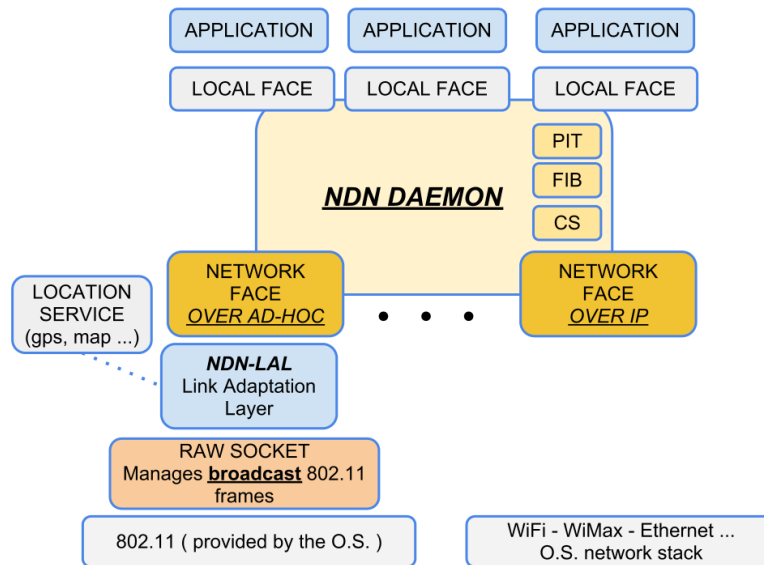 APPLICATION
APPLICATION
APPLICATION
LOCAL FACE
LOCAL FACE
LOCAL FACE
PIT
FIB
CS
NDN DAEMON
NETWORK
FACE
OVER AD-HOC
NETWORK
FACE
OVER IP
LOCATION
SERVICE
(gps, map ...)
NDN-LAL
Link Adaptation
Layer
RAW SOCKET
Manages broadcast 802.11
frames
802.11 ( provided by the O.S. )
WiFi - WiMax - Ethernet ...
O.S. network stack